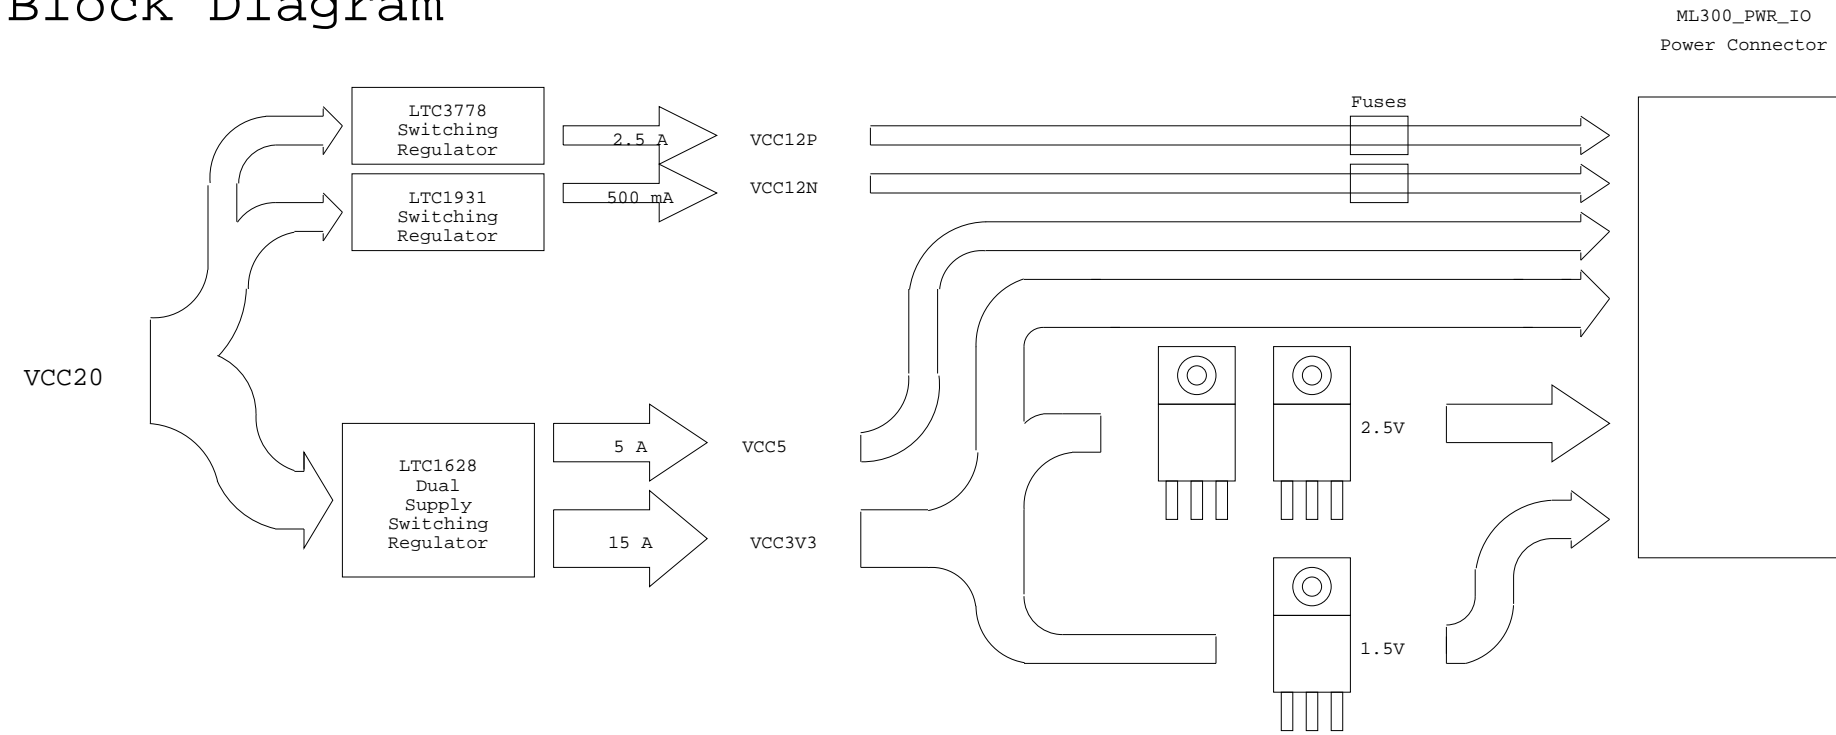 Block Diagram
ML300_PWR_IO
Power Connector
LTC3778
Switching
Regulator
2.5 A
VCC12P
Fuses
LTC1931
Switching
Regulator
500 mA
VCC12N
VCC20
LTC1628
Dual
Supply
Switching
Regulator
5 A
VCC5
15 A
VCC3V3
2.5V
1.5V